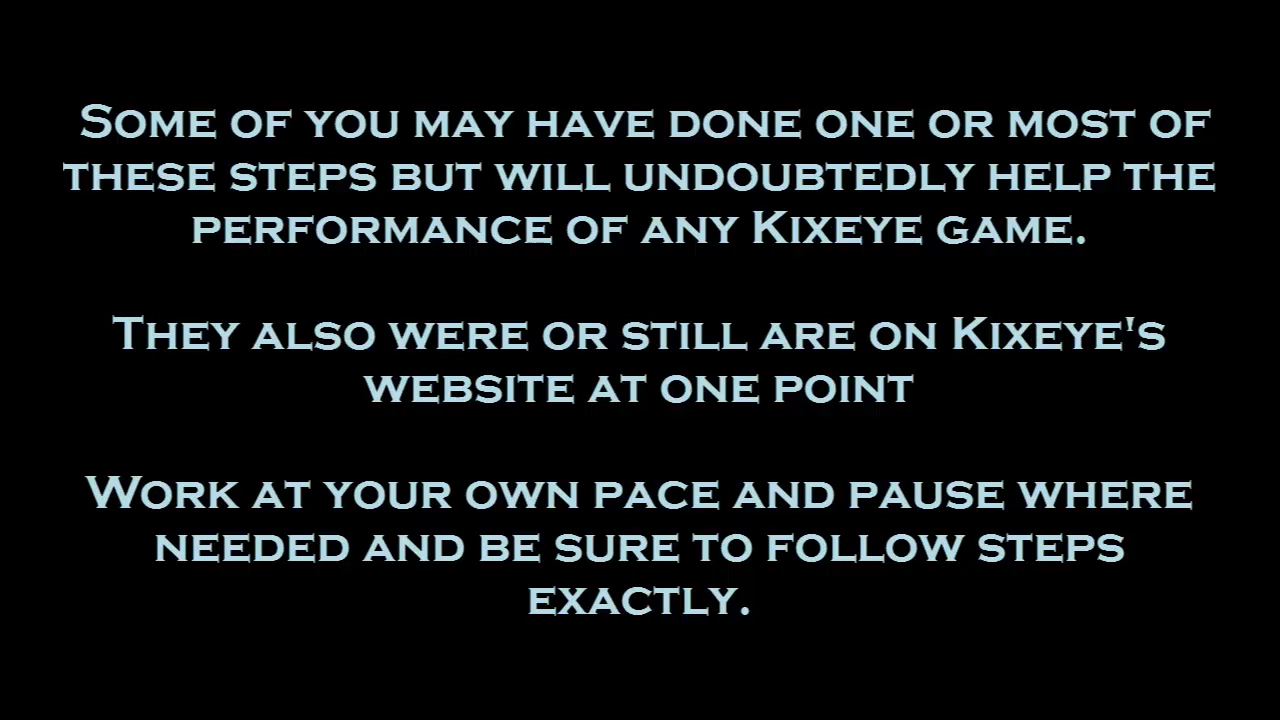 Some of you may have done one or most of
these steps but will undoubtedly help the
performance of any Kixeye game.
They also were or still are on Kixeye's
website at one point
Work at your own pace and pause where
needed and be sure to follow steps
exactly.